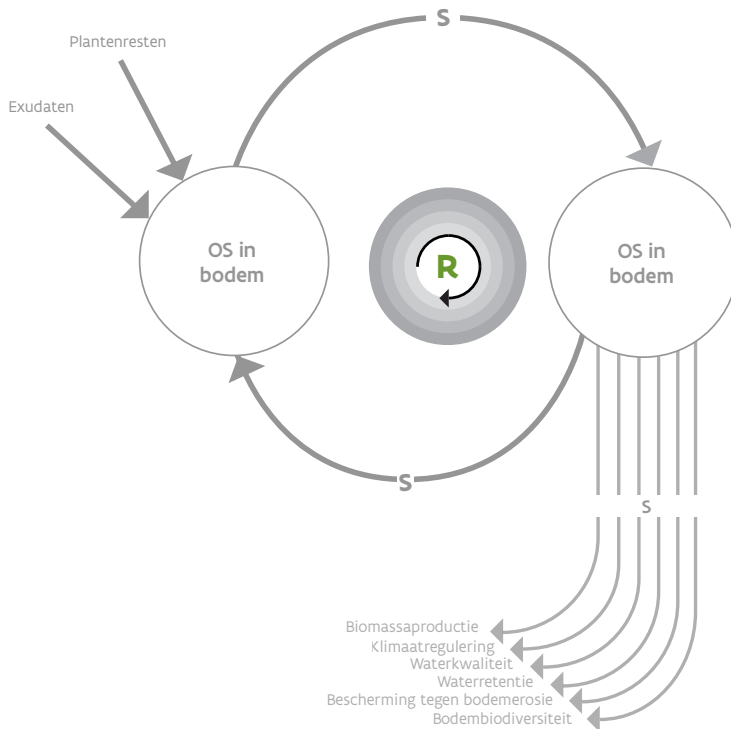 S
Plantenresten
Exudaten
OS in
bodem
R
OS in
bodem
S
S
Biomassaproductie
Klimaatregulering
Waterkwaliteit
Waterretentie
Bescherming tegen bodemerosie
Bodembiodiversiteit